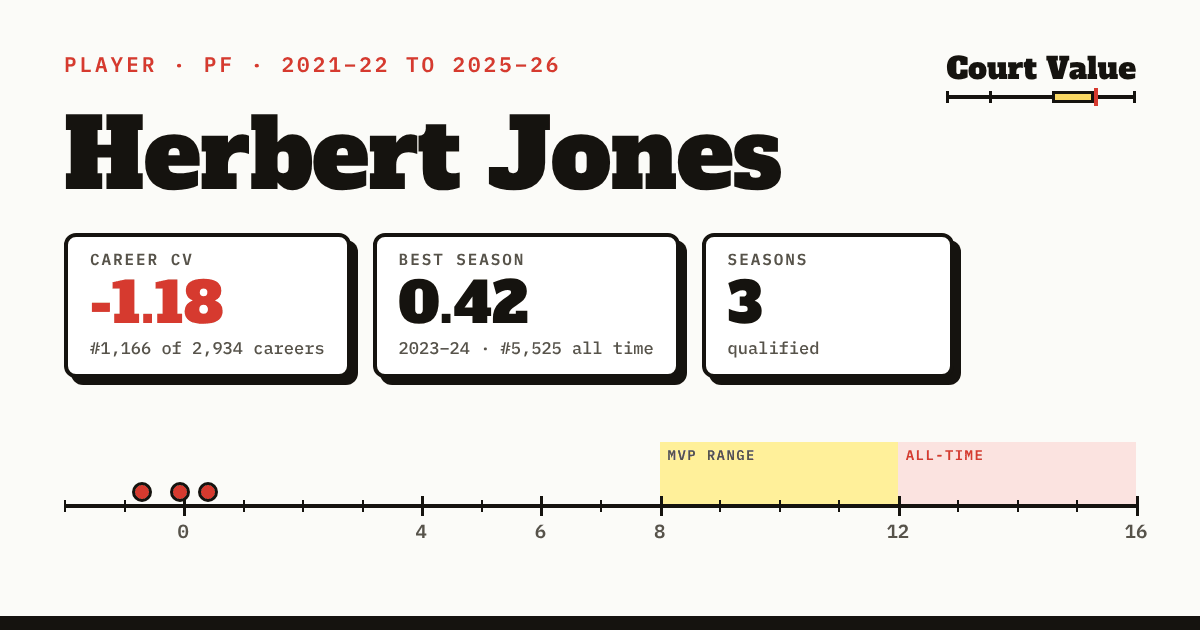 PLAYER · PF · 2021–22 TO 2025–26
Court Value
Herbert Jones
CAREER CV
-1.18
#1,166 of 2,934 careers
BEST SEASON
0.42
2023–24 · #5,525 all time
SEASONS
3
qualified
MVP RANGE
ALL-TIME
0 4 6 8 12 16